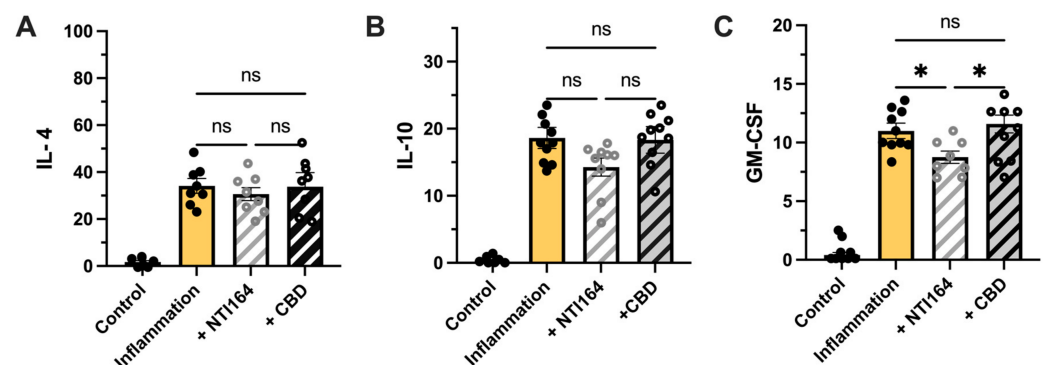 A
IL- 4
100
80
60
40
20
0
ns
ns
ns
Control
Inflammation
+ NTI164
+ CBD
B
IL-10
30
20
10
0
ns
ns
ns
Control
Inflammation
+ NTI164
+CBD
C
GM-CSF
20
15
10
5
0
ns
*
*
Control
Inflammation
+ NTI164
+ CBD